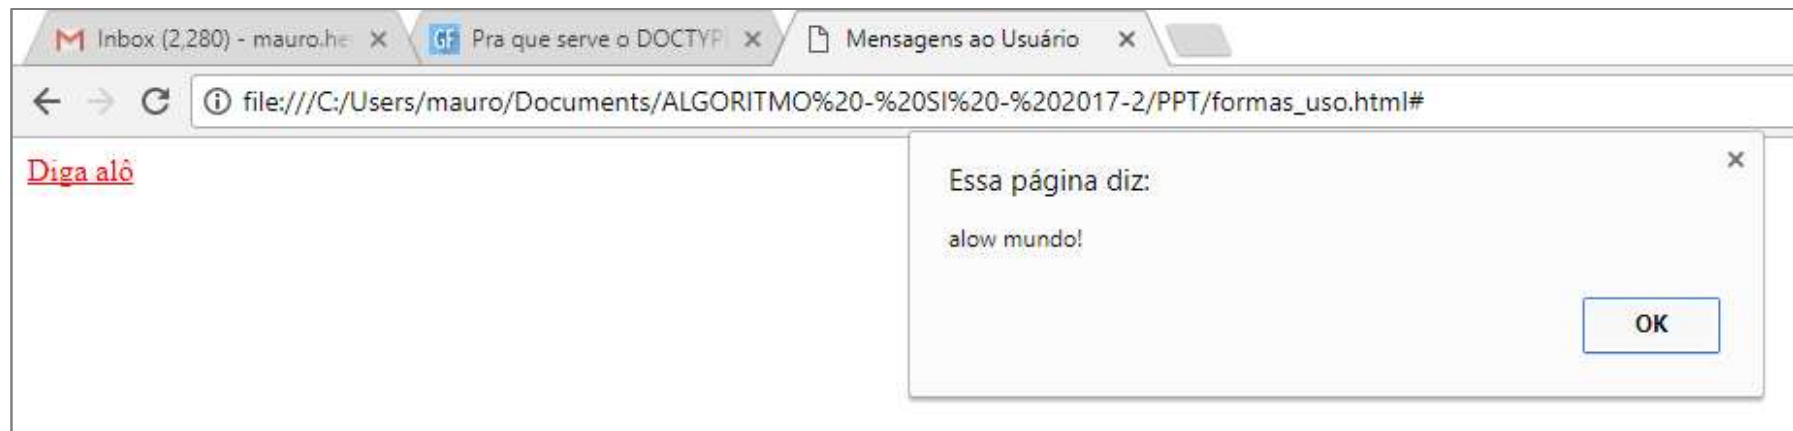 Inbox (2,280) - mauro.he
Pra que serve o DOCTYP
Mensagens ao Usuário
file:///C:/Users/mauro/Documents/ALGORITMO%20-%20SI%20-%202017-2/PPT/formas_uso.html#
Diga alô
Essa página diz:
alow mundo!
OK